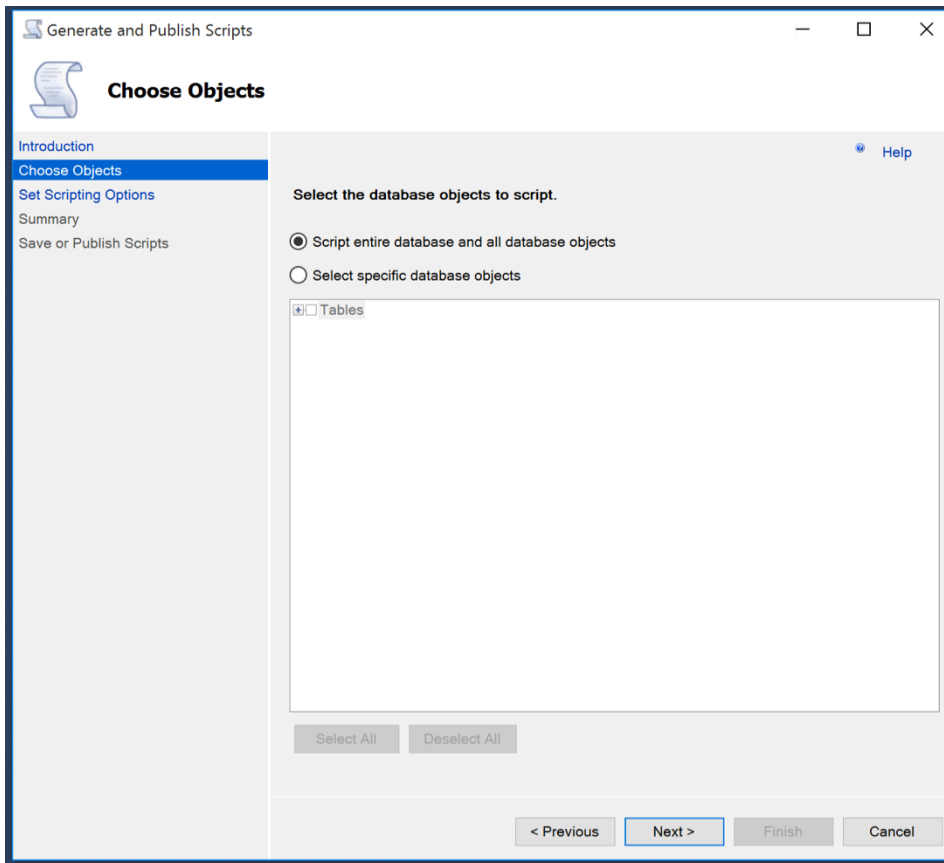 Generate and Publish Scripts
Choose Objects
Introduction
Choose Objects
Set Scripting Options
Summary
Save or Publish Scripts
Help
Select the database objects to script.
Script entire database and all database objects
Select specific database objects
Tables
Select All
Deselect All
< Previous
Next >
Finish
Cancel